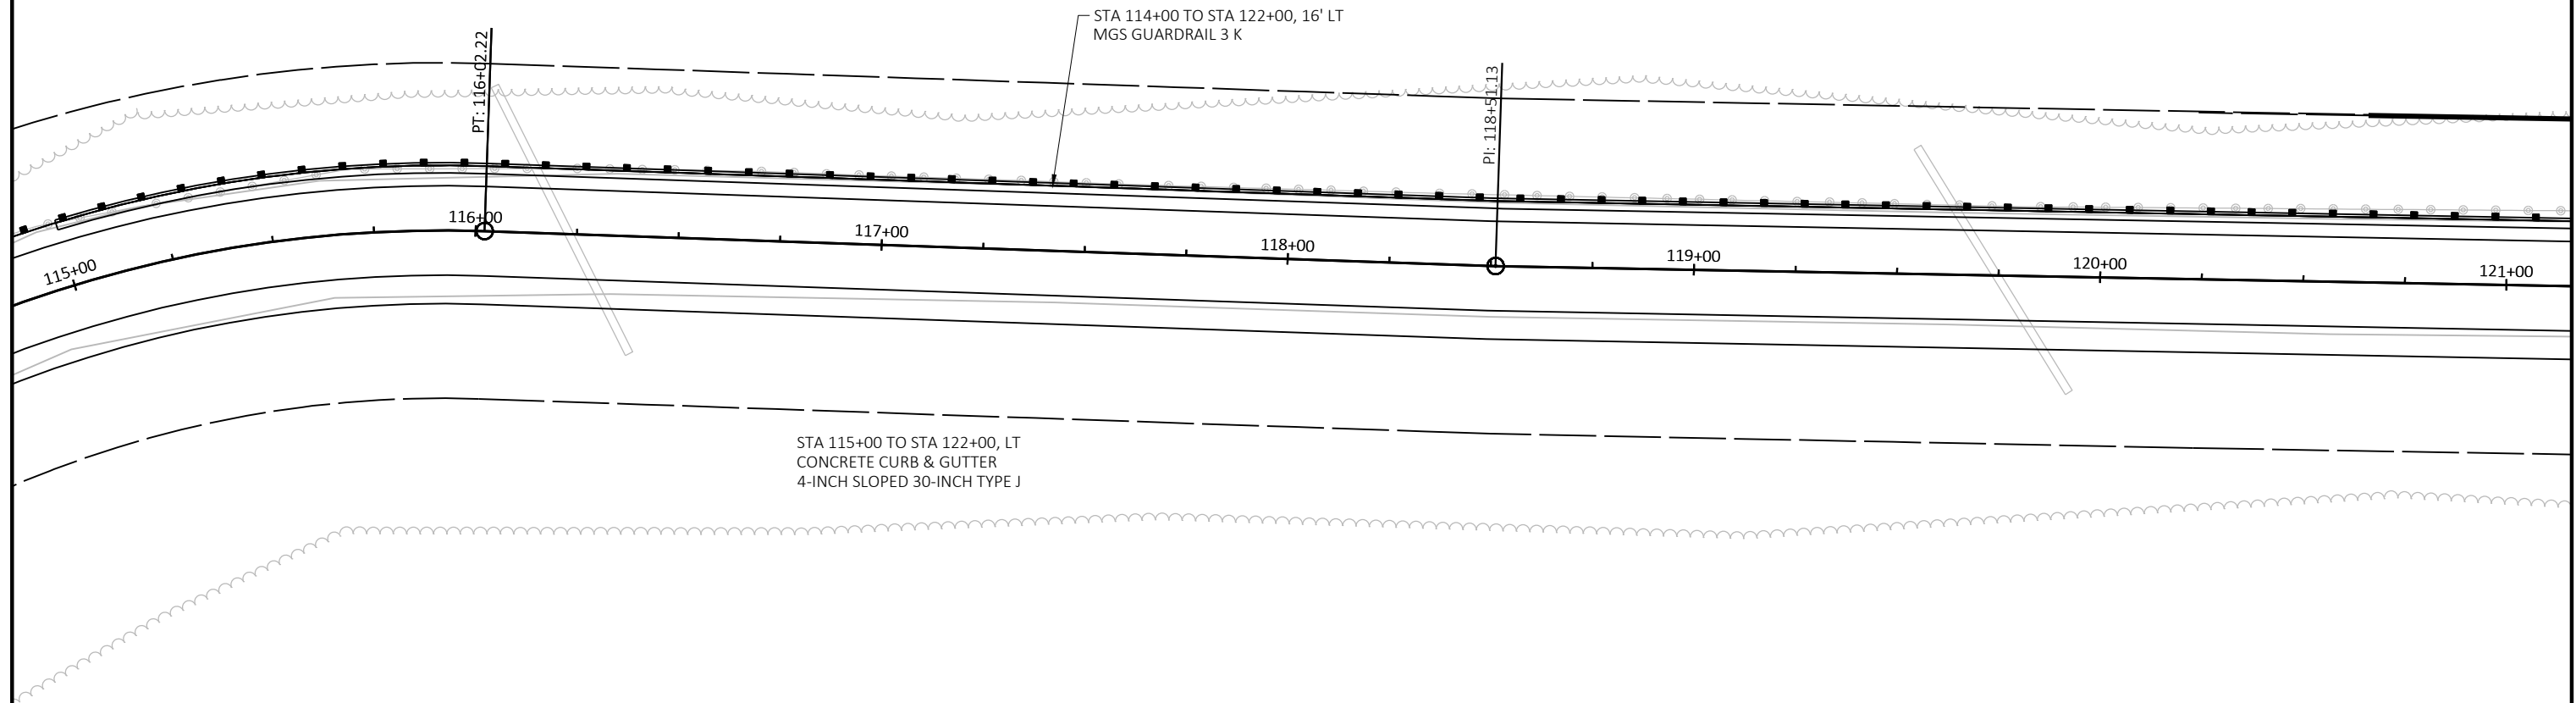 STA 114+00 TO STA 122+00, 16' LT
MGS GUARDRAIL 3 K
PT: 116+02.22
PI: 118+51.13
115+00
116+00
117+00
118+00
119+00
120+00
121+00
STA 115+00 TO STA 122+00, LT
CONCRETE CURB & GUTTER
4-INCH SLOPED 30-INCH TYPE J